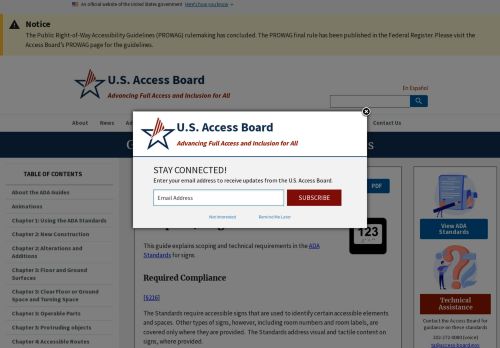 An official website of the United States government Here's how you know
Notice
The Public Right-of-Way Accessibility Guidelines (PROWAG) rulemaking has concluded. The PROWAG final rule has been published in the Federal Register. Please visit the
Access Board's PROWAG page for the guidelines.
U.S. Access Board
Advancing Full Access and Inclusion for All
En Español
About
News
Contact Us
U.S. Access Board
Advancing Full Access and Inclusion for All
STAY CONNECTED!
Enter your email address to receive updates from the U.S. Access Board.
Email Address
SUBSCRIBE
Not Interested
Remind Me Later
TABLE OF CONTENTS
About the ADA Guides
Animations
Chapter 1: Using the ADA Standards
Chapter 2: New Construction
Chapter 2: Alterations and
Additions
Chapter 3: Floor and Ground
Surfaces
Chapter 3: Clear Floor or Ground
Space and Turning Space
Chapter 3: Operable Parts
Chapter 3: Protruding objects
Chapter 4: Accessible Routes
PDF
123
This guide explains scoping and technical requirements in the ADA
Standards for signs.
Required Compliance
[§216]
The Standards require accessible signs that are used to identify certain accessible elements
and spaces. Other types of signs, however, including room numbers and room labels, are
covered only where they are provided. The Standards address visual and tactile content on
signs, where provided.
View ADA
Standards
Technical
Assistance
Contact the Access Board for
guidance on these standards
202-272-0080 (voice)
ta@access-board.gov